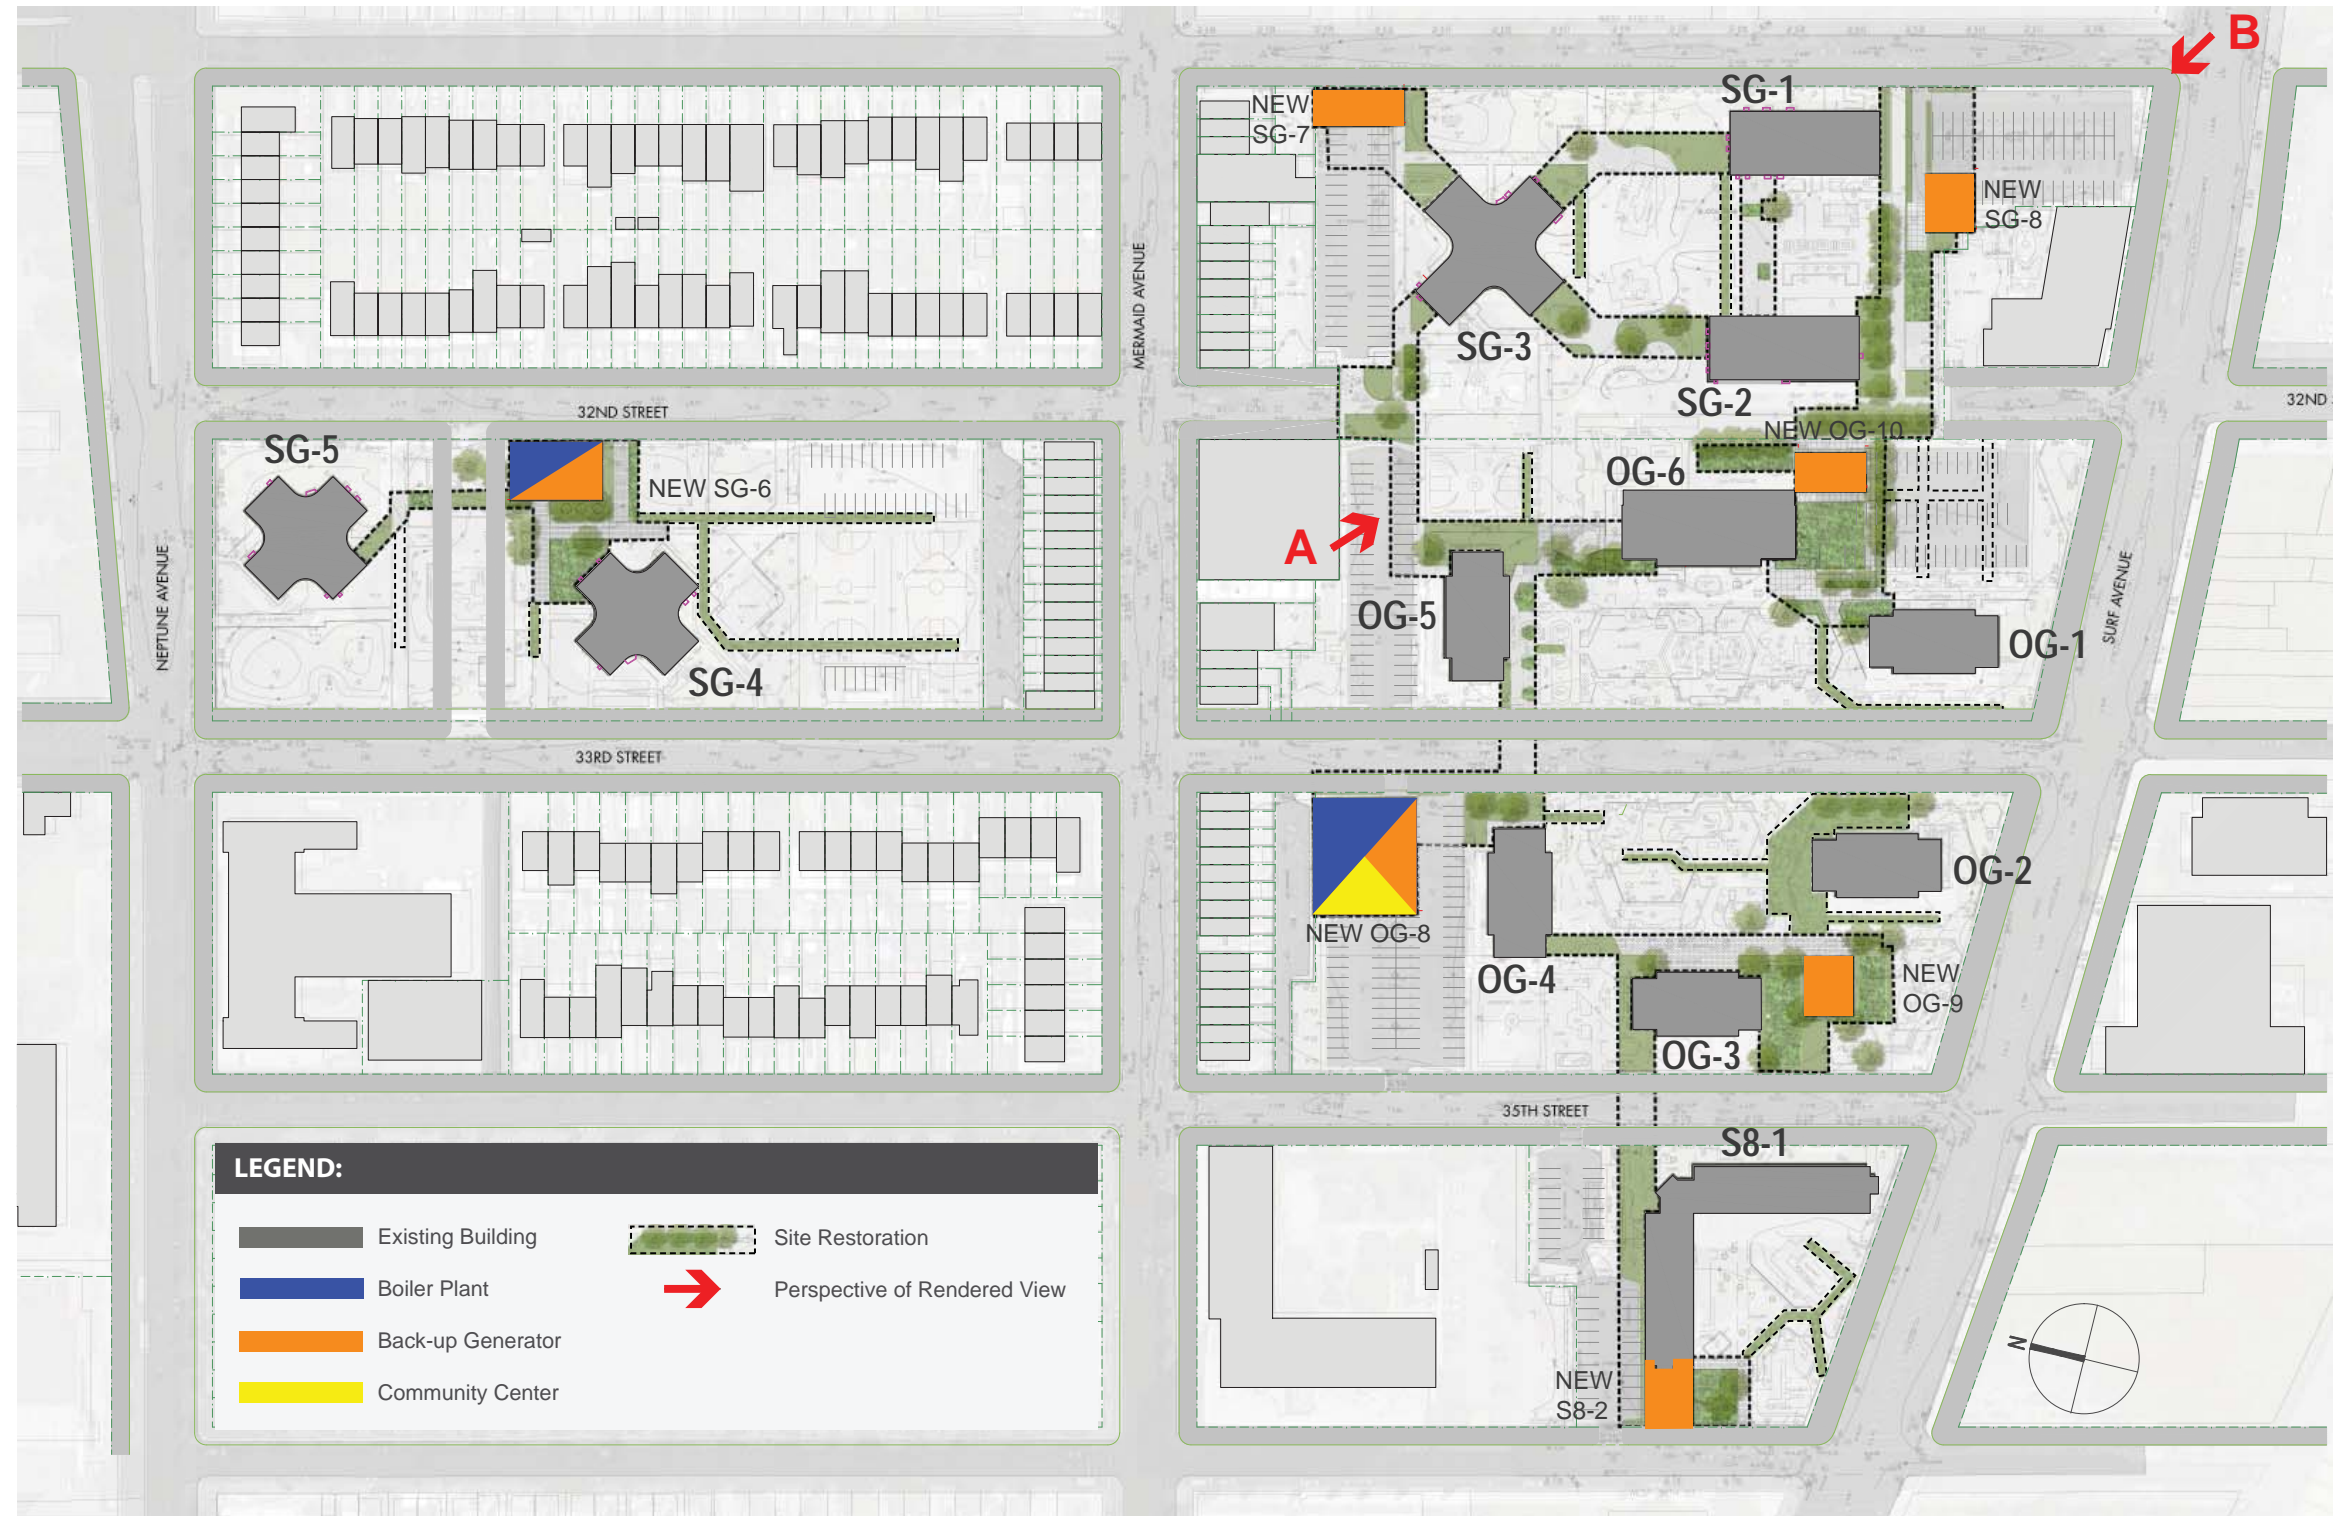 B
SG-1
NEW
SG-7
NEW
SG-8
MERMAID AVENUE
SG-3
SG-2
32ND STREET
32ND
NEW OG-10
SG-5
OG-6
NEW SG-6
A
NEPTUNE AVENUE
SURF AVENUE
OG-5
OG-1
SG-4
33RD STREET
OG-2
NEW OG-8
OG-4
NEW
OG-9
OG-3
35TH STREET
S8-1
LEGEND:
Existing Building
Site Restoration
Boiler Plant
Perspective of Rendered View
Back-up Generator
Community Center
N
NEW
S8-2